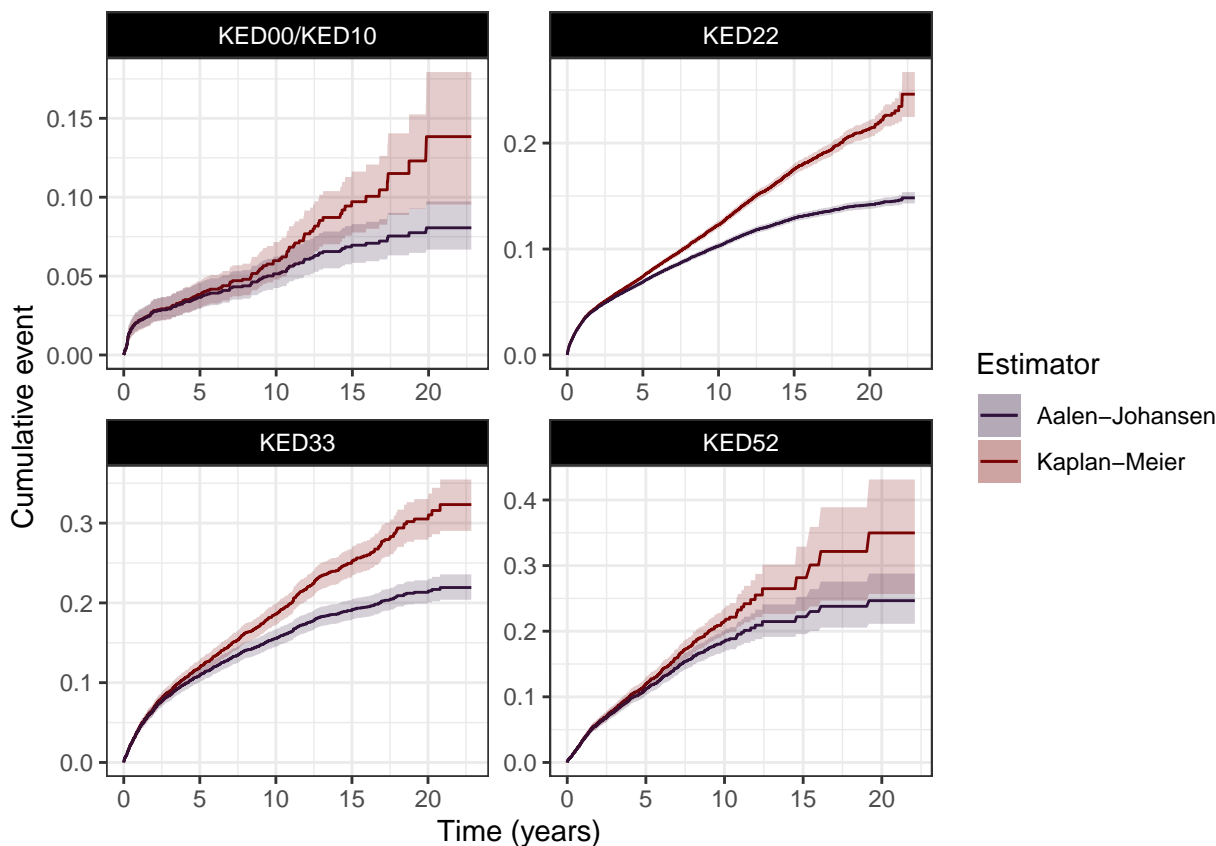 KED00/KED10
KED22
0.15
0.10
0.05
0.00
0.2
0.1
0.0
0 5 10 15 20
0 5 10 15 20
KED33
KED52
0.3
0.2
0.1
0.0
0.4
0.3
0.2
0.1
0.0
0 5 10 15 20
0 5 10 15 20
Cumulative event
Time (years)
Estimator
Aalen−Johansen
Kaplan−Meier